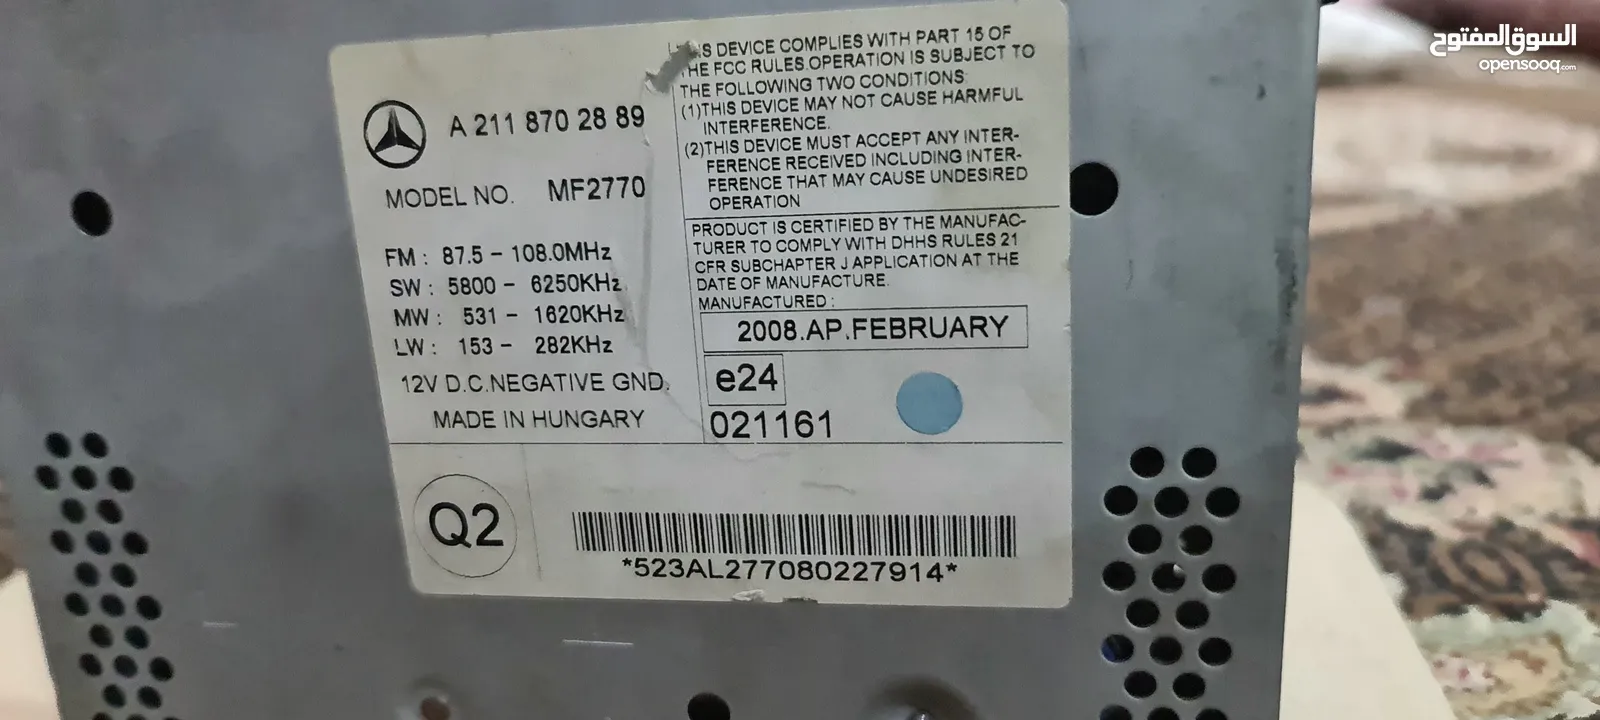 السوق المفتوح
opensooq.com
A 211 870 28 89
MODEL NO. MF2770
FM : 87.5 - 108.0MHz
SW : 5800 - 6250KHz
MW : 531 - 1620KHz
LW : 153 - 282KHz
12V D.C.NEGATIVE GND.
MADE IN HUNGARY
DEVICE COMPLIES WITH PART 15 OF
THE FCC RULES.OPERATION IS SUBJECT TO
THE FOLLOWING TWO CONDITIONS:
(1)THIS DEVICE MAY NOT CAUSE HARMFUL
INTERFERENCE.
(2)THIS DEVICE MUST ACCEPT ANY INTER-
FERENCE RECEIVED INCLUDING INTER-
FERENCE THAT MAY CAUSE UNDESIRED
OPERATION
PRODUCT IS CERTIFIED BY THE MANUFAC-
TURER TO COMPLY WITH DHHS RULES 21
CFR SUBCHAPTER J APPLICATION AT THE
DATE OF MANUFACTURE.
MANUFACTURED :
2008.AP.FEBRUARY
e24
021161
Q2
*523AL277080227914*